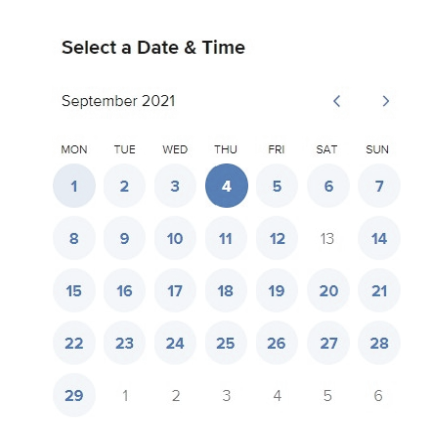 Select a Date & Time
September 2021
MON TUE WED THU FRI SAT SUN
1 2 3 4 5 6 7
8 9 10 11 12 13 14
15 16 17 18 19 20 21
22 23 24 25 26 27 28
29 1 2 3 4 5 6